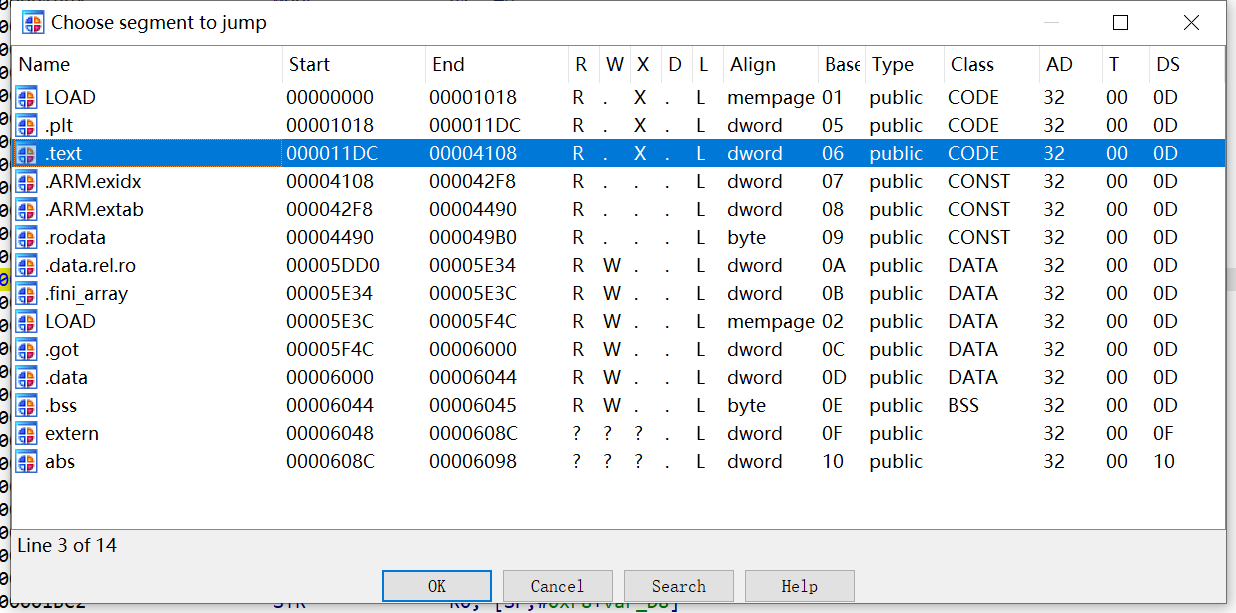 Choose segment to jump
Name Start End R W X D L Align Base Type Class AD T DS
LOAD 00000000 00001018 R . X . L mempage 01 public CODE 32 00 0D
.plt 00001018 000011DC R . X . L dword 05 public CODE 32 00 0D
.text 000011DC 00004108 R . X . L dword 06 public CODE 32 00 0D
.ARM.exidx 00004108 000042F8 R . . . L dword 07 public CONST 32 00 0D
.ARM.extab 000042F8 00004490 R . . . L dword 08 public CONST 32 00 0D
.rodata 00004490 000049B0 R . . . L byte 09 public CONST 32 00 0D
.data.rel.ro 00005DD0 00005E34 R W . . L dword 0A public DATA 32 00 0D
.fini_array 00005E34 00005E3C R W . . L dword 0B public DATA 32 00 0D
LOAD 00005E3C 00005F4C R W . . L mempage 02 public DATA 32 00 0D
.got 00005F4C 00006000 R W . . L dword 0C public DATA 32 00 0D
.data 00006000 00006044 R W . . L dword 0D public DATA 32 00 0D
.bss 00006044 00006045 R W . . L byte 0E public BSS 32 00 0D
extern 00006048 0000608C ? ? ? . L dword 0F public 32 00 0F
abs 0000608C 00006098 ? ? ? . L dword 10 public 32 00 10
Line 3 of 14
OK Cancel Search Help